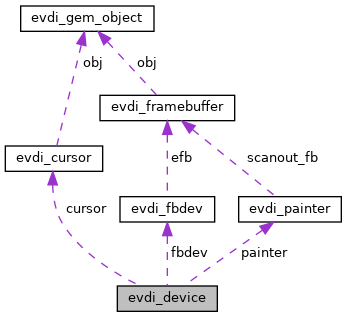 evdi_gem_object
obj
obj
evdi_framebuffer
evdi_cursor
efb
scanout_fb
cursor
evdi_fbdev
evdi_painter
fbdev
painter
evdi_device